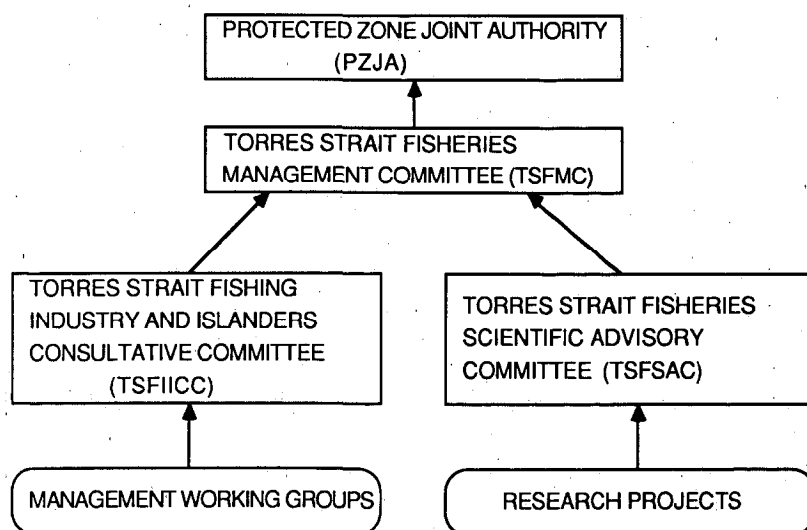 PROTECTED ZONE JOINT AUTHORITY
(PZJA)
TORRES STRAIT FISHERIES
MANAGEMENT COMMITTEE (TSFMC)
TORRES STRAIT FISHING
INDUSTRY AND ISLANDERS
CONSULTATIVE COMMITTEE
(TSFIICC)
TORRES STRAIT FISHERIES
SCIENTIFIC ADVISORY
COMMITTEE (TSFSAC)
MANAGEMENT WORKING GROUPS
RESEARCH PROJECTS